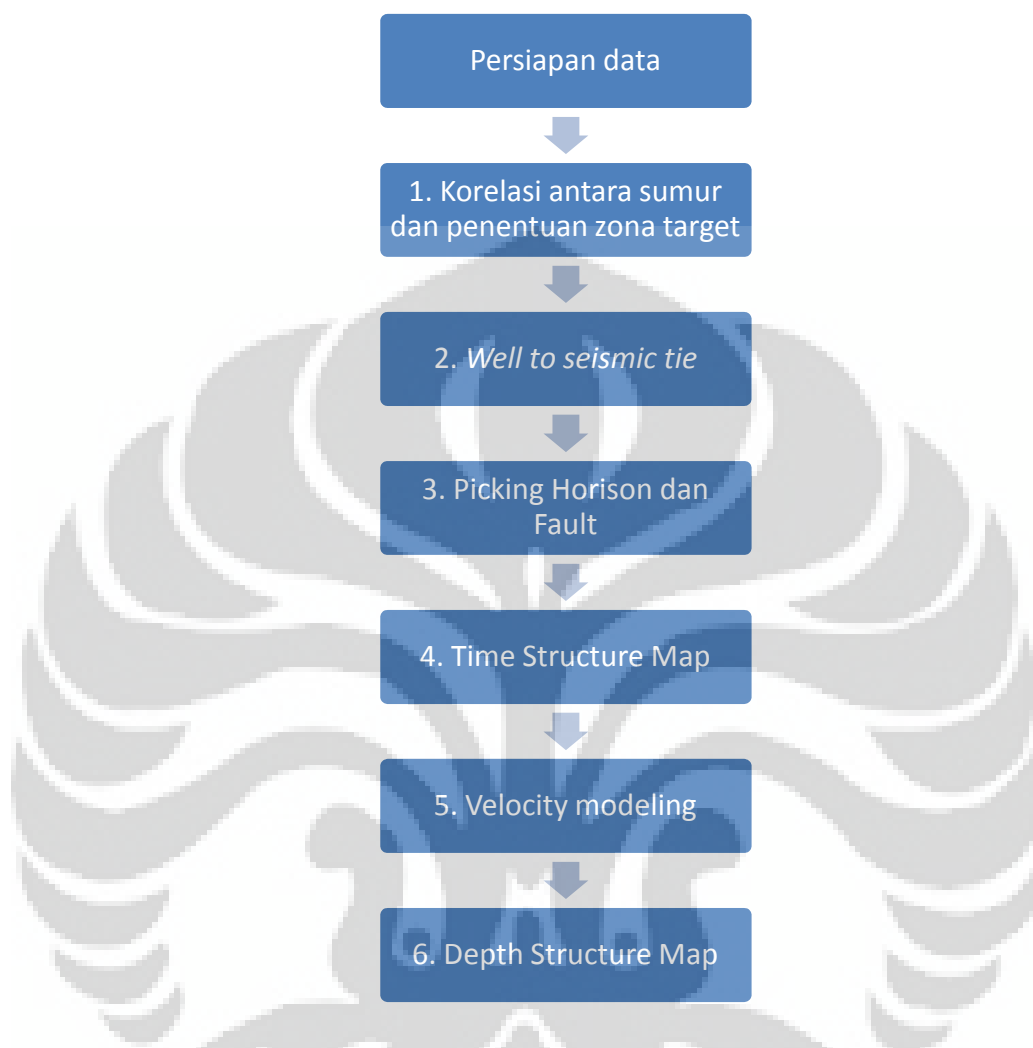 Persiapan data
1. Korelasi antara sumur
dan penentuan zona target
2. Well to seismic tie
3. Picking Horison dan
Fault
4. Time Structure Map
5. Velocity modeling
6. Depth Structure Map